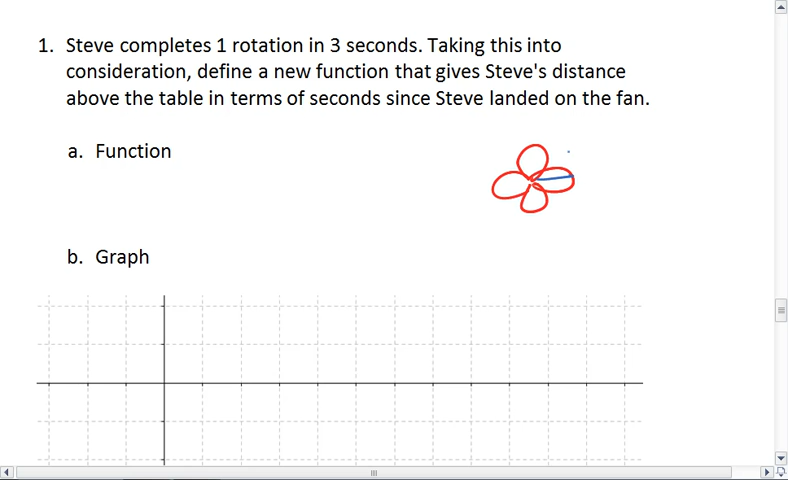 1. Steve completes 1 rotation in 3 seconds. Taking this into
consideration, define a new function that gives Steve's distance
above the table in terms of seconds since Steve landed on the fan.
a. Function
b. Graph